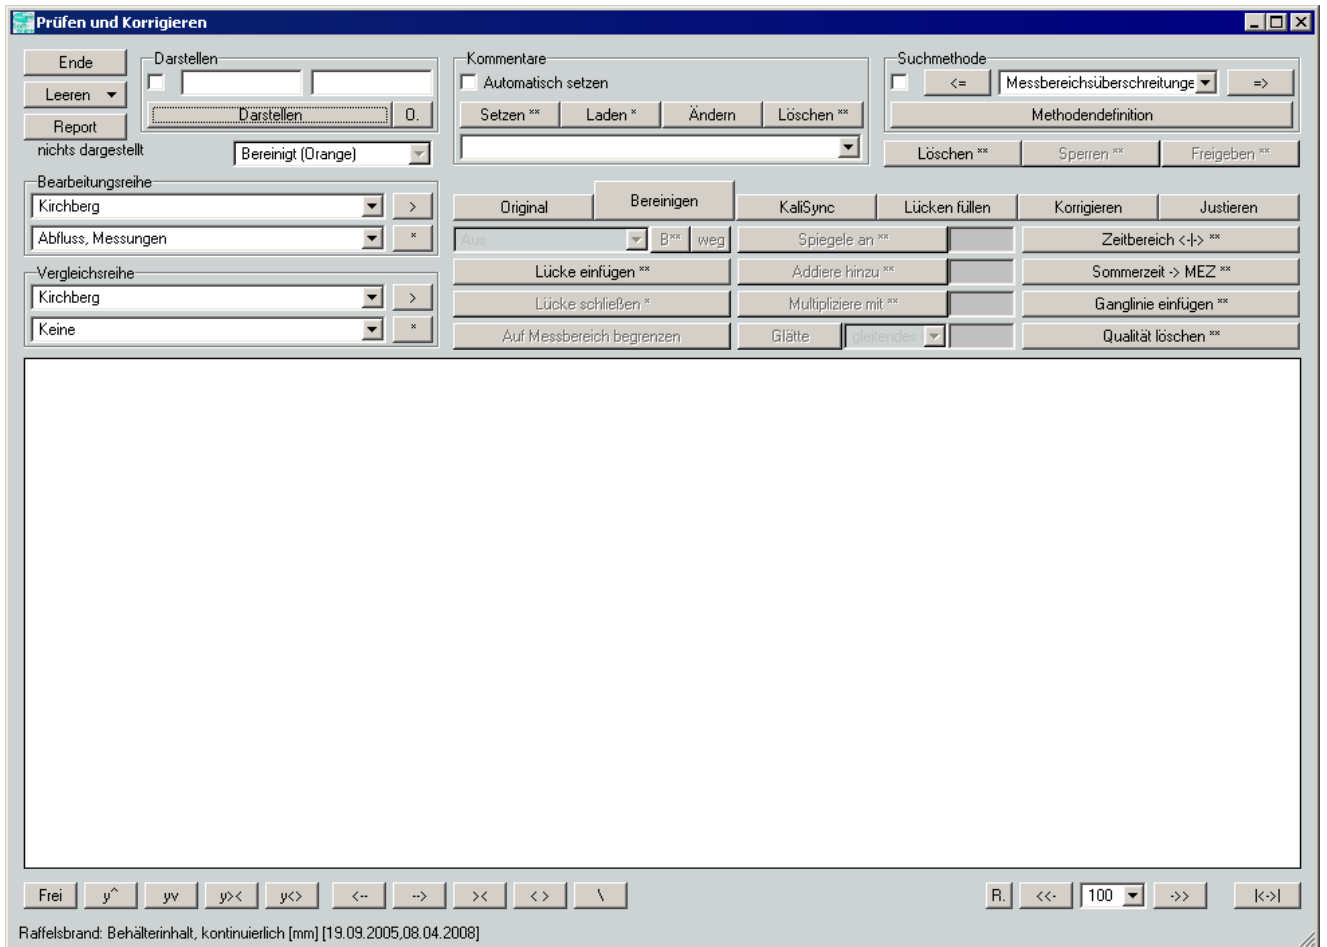 Prüfen und Korrigieren
Ende
Leeren
Report
nichts dargestellt
Darstellen
Darstellen
O.
Bereinigt (Orange)
Kommentare
Automatisch setzen
Setzen **
Laden *
Ändern
Löschen **
Suchmethode
<=
Messbereichsüberschreitunge
=>
Methodendefinition
Löschen **
Sperren **
Freigeben **
Bearbeitungsreihe
Kirchberg
>
Abfluss, Messungen
*
Vergleichsreihe
Kirchberg
>
Keine
*
Original
Bereinigen
KaliSync
Lücken füllen
Korrigieren
Justieren
Aus
B**
weg
Spiegele an **
Zeitbereich <-|-> **
Lücke einfügen **
Addiere hinzu **
Sommerzeit -> MEZ **
Lücke schließen *
Multipliziere mit **
Ganglinie einfügen **
Auf Messbereich begrenzen
Glätte
gleitendes
Qualität löschen **
Frei
y^
yv
y><
y<>
<--
-->
><
< >
\
R.
<<-
100
->>
|<->|
Raffelsbrand: Behälterinhalt, kontinuierlich [mm] [19.09.2005,08.04.2008]